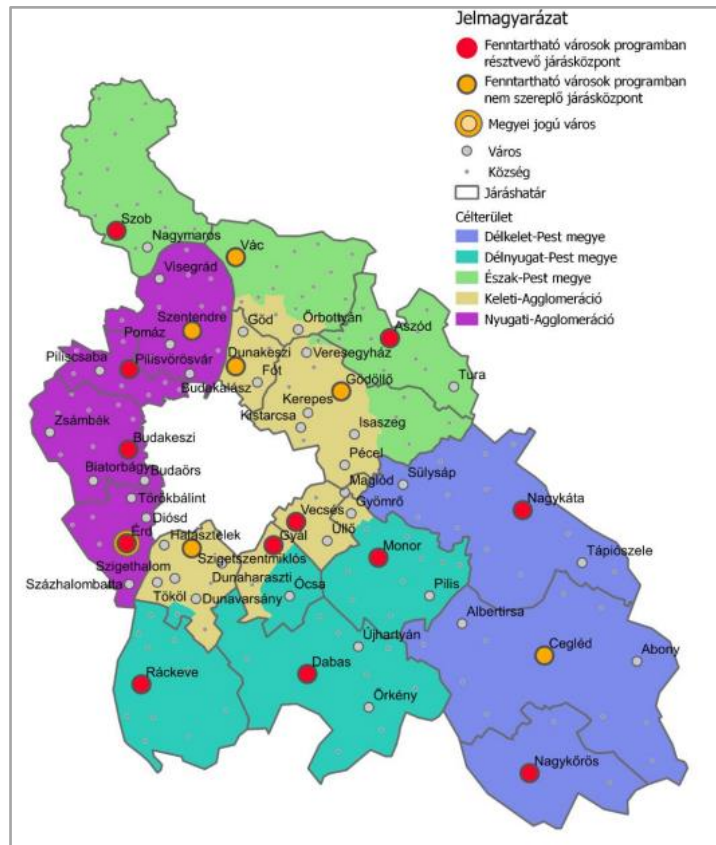 Jelmagyarázat
Fenntartható városok programban
résztvevő járásközpont
Fenntartható városok programban
nem szereplő járásközpont
Megyei jogú város
Város
Község
Járáshatár
Célterület
Délkelet-Pest megye
Délnyugat-Pest megye
Észak-Pest megye
Keleti-Agglomeráció
Nyugati-Agglomeráció
Szob
Nagymaros
Vác
Visegrád
Szentendre
Göd
Őrbottyán
Aszód
Pomáz
Dunakeszi
Veresegyház
Piliscsaba
Pilisvörösvár
Fót
Gödöllő
Tura
Budakalász
Kerepes
Kistarcsa
Isaszeg
Zsámbék
Budakeszi
Pécel
Biatorbágy
Budaörs
Maglód
Sülysáp
Törökbálint
Gyömrő
Nagykáta
Diósd
Vecsés
Érd
Halásztelek
Gyál
Üllő
Szigetszentmiklós
Monor
Tápiószele
Szigethalom
Százhalombatta
Dunaharaszti
Ócsa
Pilis
Tököl
Dunavarsány
Albertirsa
Újhartyán
Cegléd
Abony
Ráckeve
Dabas
Örkény
Nagykőrös